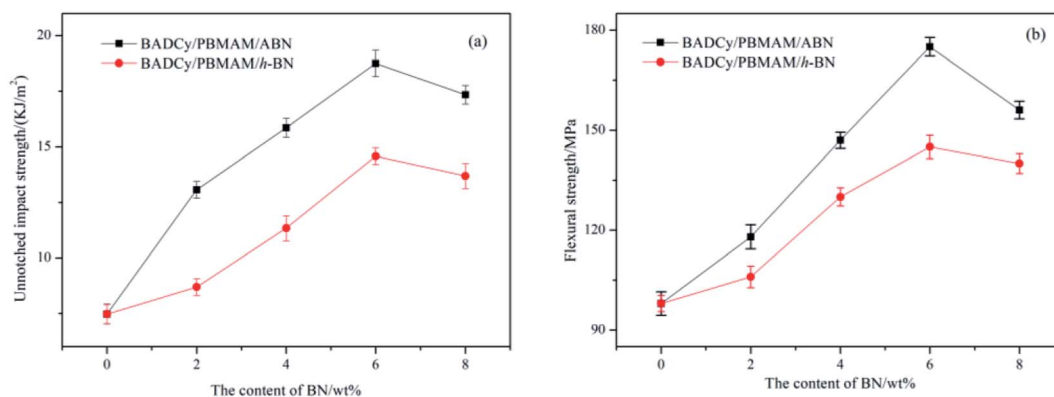 20
15
10
Unnotched impact strength/(KJ/m²)
BADCy/PBMAM/ABN
BADCy/PBMAM/h-BN
(a)
0 2 4 6 8
The content of BN/wt%
180
150
120
90
Flexural strength/MPa
BADCy/PBMAM/ABN
BADCy/PBMAM/h-BN
(b)
0 2 4 6 8
The content of BN/wt%